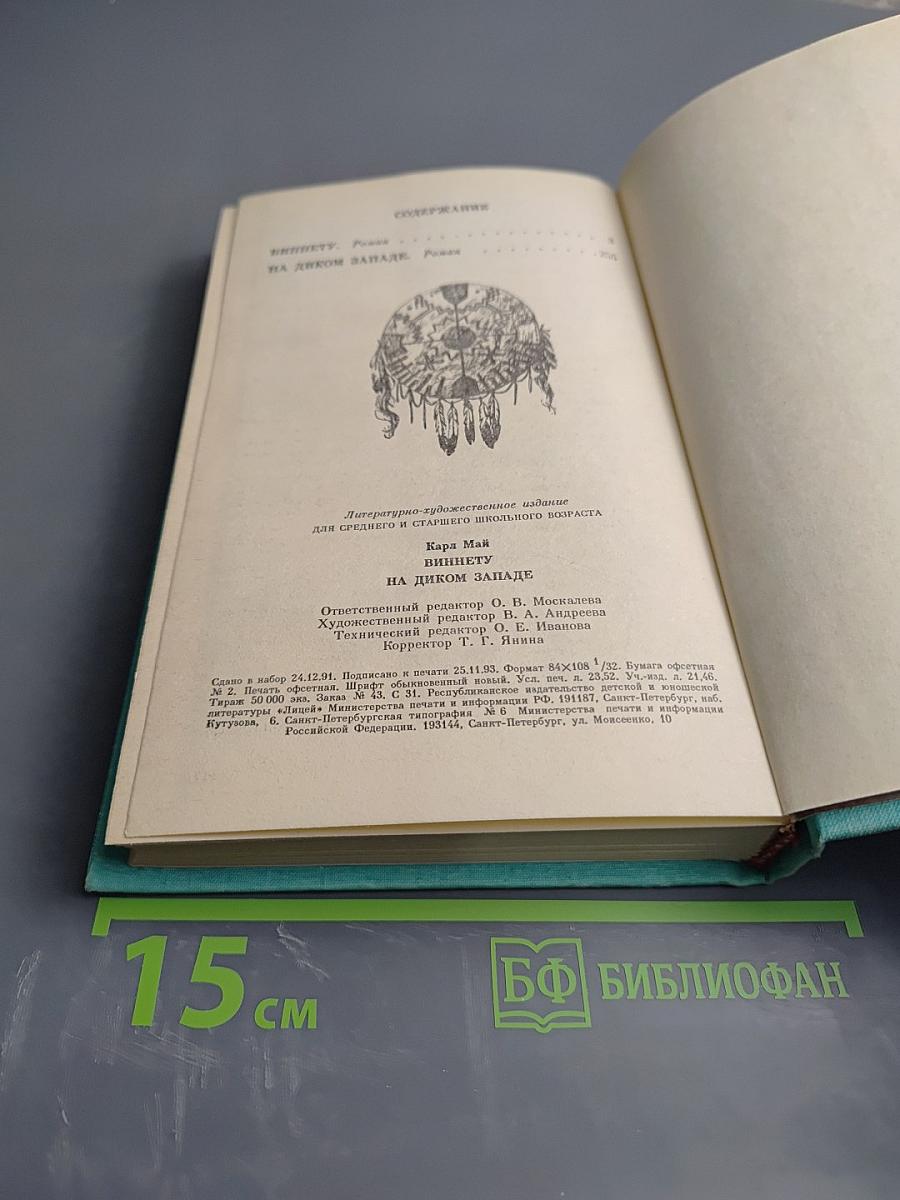 СОДЕРЖАНИЕ
ВИННЕТУ. Роман . . . . . . . . . . . . . . . 3
НА ДИКОМ ЗАПАДЕ. Роман . . . . . . . .
Литературно-художественное издание
ДЛЯ СРЕДНЕГО И СТАРШЕГО ШКОЛЬНОГО ВОЗРАСТА
Карл Май
ВИННЕТУ
НА ДИКОМ ЗАПАДЕ
Ответственный редактор О. В. Москалева
Художественный редактор В. А. Андреева
Технический редактор О. Е. Иванова
Корректор Т. Г. Янина
Сдано в набор 24.12.91. Подписано к печати 25.11.93. Формат 84×108 1/32. Бумага офсетная
№ 2. Печать офсетная. Шрифт обыкновенный новый. Усл. печ. л. 23,52. Уч.-изд. л. 21,46.
Тираж 50 000 экз. Заказ № 43. С 31. Республиканское издательство детской и юношеской
литературы «Лицей» Министерства печати и информации РФ. 191187, Санкт-Петербург, наб.
Кутузова, 6. Санкт-Петербургская типография № 6 Министерства печати и информации
Российской Федерации. 193144, Санкт-Петербург, ул. Моисеенко, 10
15 см
БФ БИБЛИОФАН